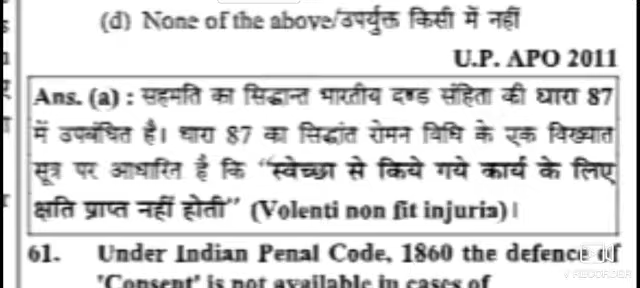 (d) None of the above/उपर्युक्त किसी में नहीं
U.P. APO 2011
Ans. (a) : सहमति का सिद्धान्त भारतीय दण्ड संहिता की धारा 87
में उपबंधित है। धारा 87 का सिद्धांत रोमन विधि के एक विख्यात
सूत्र पर आधारित है कि "स्वेच्छा से किये गये कार्य के लिए
क्षति प्राप्त नहीं होती" (Volenti non fit injuria)।
61. Under Indian Penal Code, 1860 the defence of
'Consent' is not available in cases of
V RECORDER